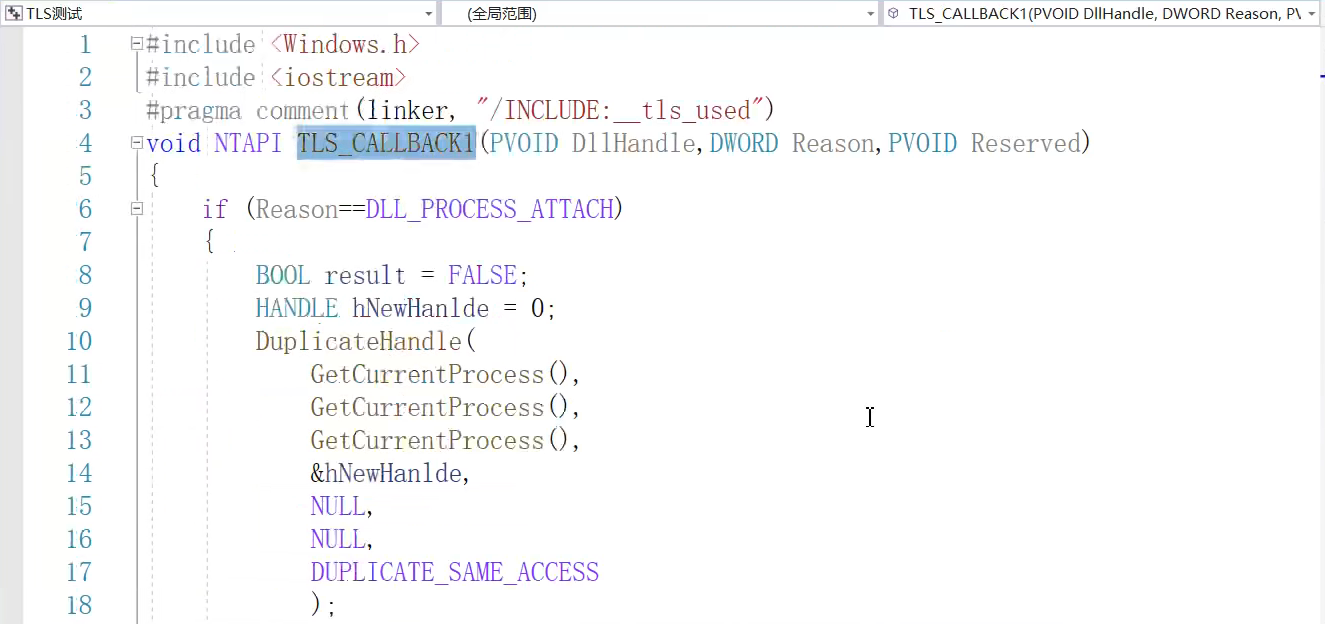 TLS测试 (全局范围) TLS_CALLBACK1(PVOID DllHandle, DWORD Reason, PV
1 #include <Windows.h>
2 #include <iostream>
3 #pragma comment(linker, "/INCLUDE:__tls_used")
4 void NTAPI TLS_CALLBACK1(PVOID DllHandle,DWORD Reason,PVOID Reserved)
5 {
6 if (Reason==DLL_PROCESS_ATTACH)
7 {
8 BOOL result = FALSE;
9 HANDLE hNewHanlde = 0;
10 DuplicateHandle(
11 GetCurrentProcess(),
12 GetCurrentProcess(),
13 GetCurrentProcess(),
14 &hNewHanlde,
15 NULL,
16 NULL,
17 DUPLICATE_SAME_ACCESS
18 );